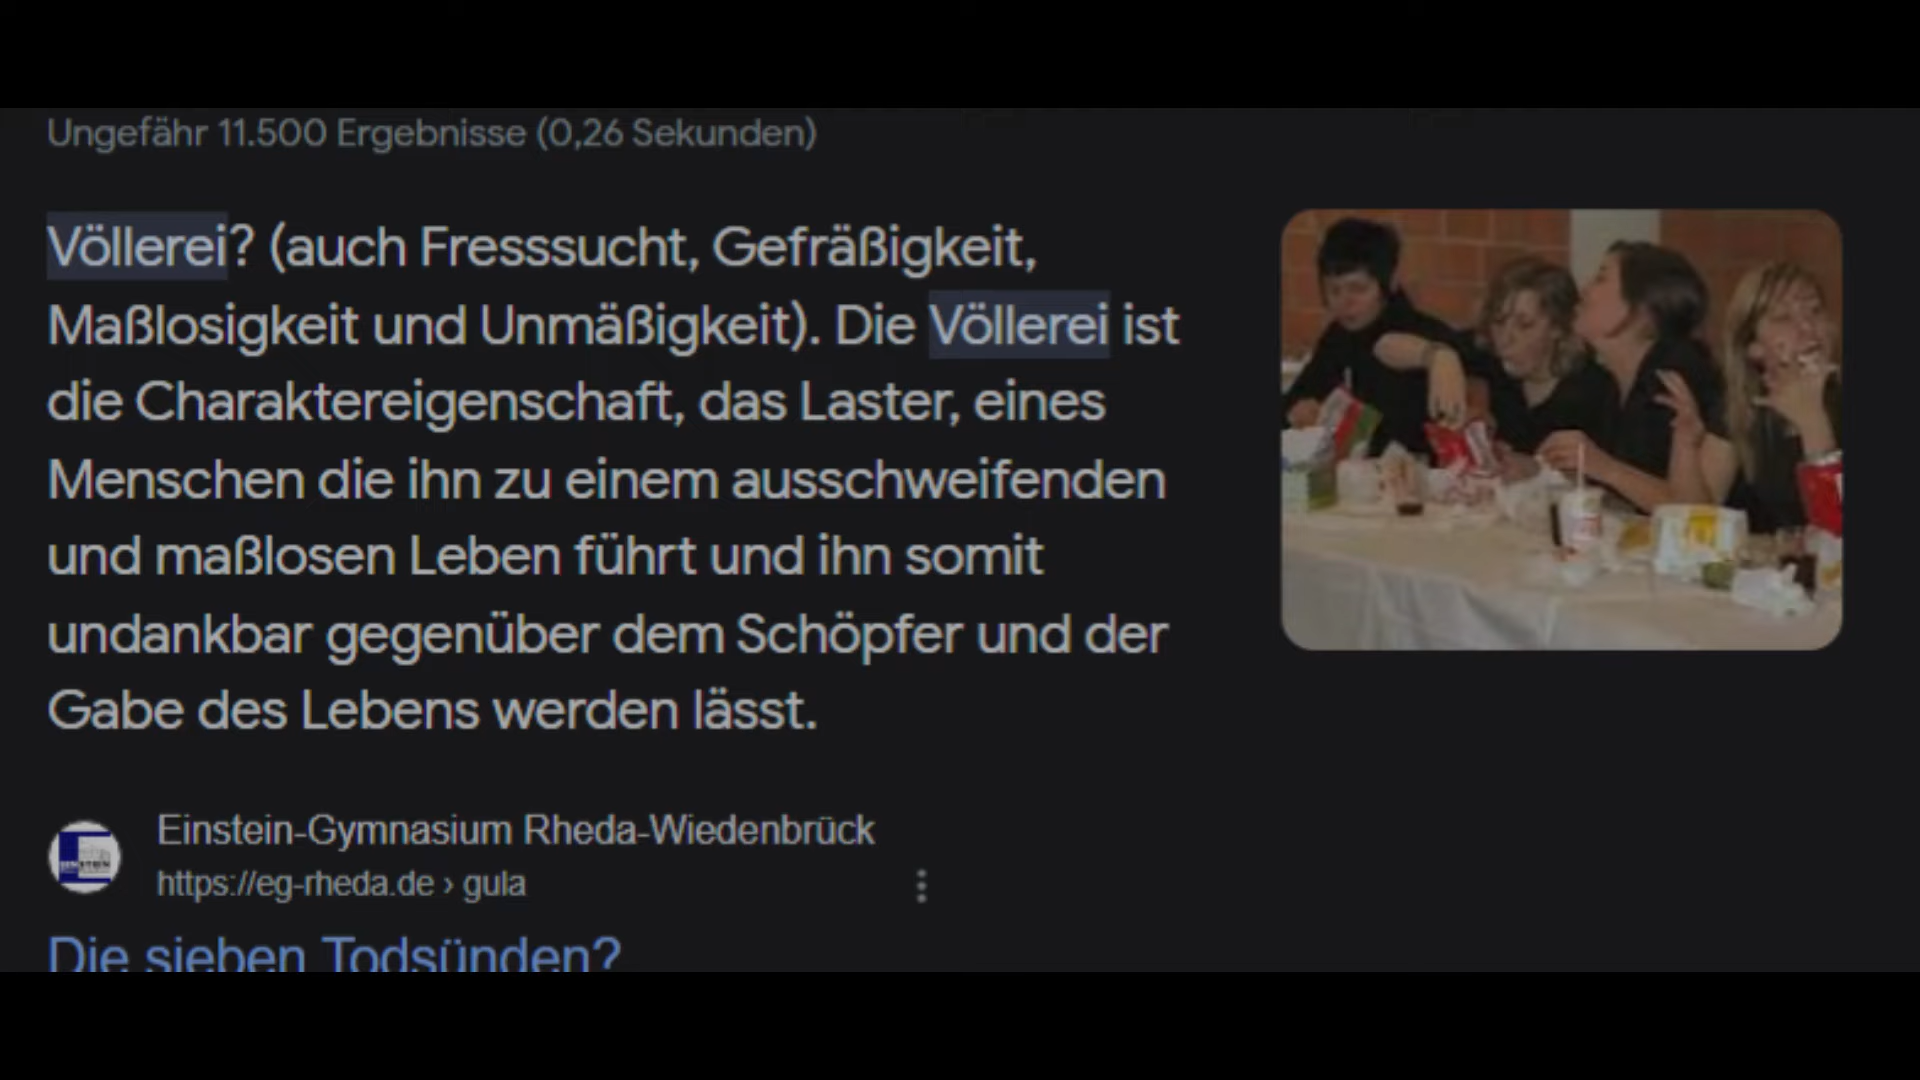 Ungefähr 11.500 Ergebnisse (0,26 Sekunden)
Völlerei? (auch Fresssucht, Gefräßigkeit,
Maßlosigkeit und Unmäßigkeit). Die Völlerei ist
die Charaktereigenschaft, das Laster, eines
Menschen die ihn zu einem ausschweifenden
und maßlosen Leben führt und ihn somit
undankbar gegenüber dem Schöpfer und der
Gabe des Lebens werden lässt.
Einstein-Gymnasium Rheda-Wiedenbrück
https://eg-rheda.de › gula
Die sieben Todsünden?